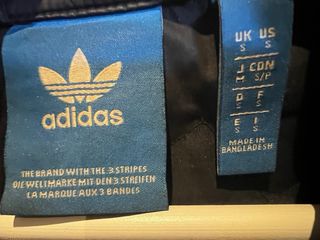 adidas
THE BRAND WITH THE 3 STRIPES
DIE WELTMARKE MIT DEN 3 STREIFEN
LA MARQUE AUX 3 BANDES
UK US
S S
J CDN
M S/P
D F
S S
E I
S S
MADE IN
BANGLADESH